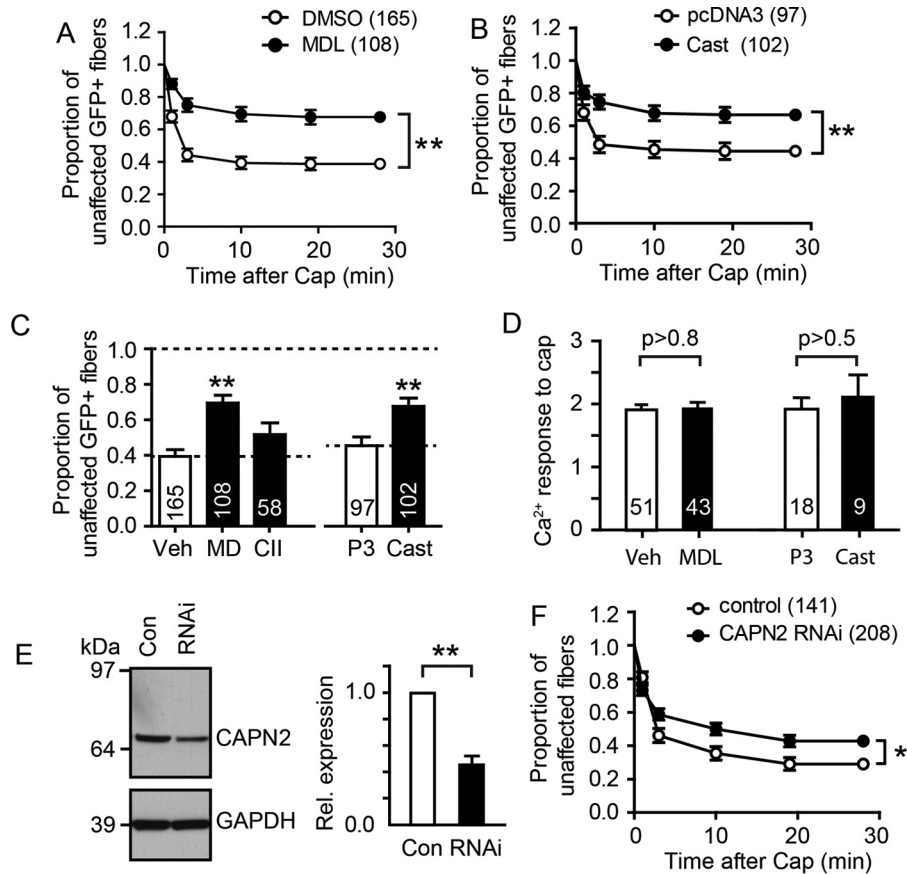 A
DMSO (165)
MDL (108)
Proportion of
unaffected GFP+ fibers
1.2
1.0
0.8
0.6
0.4
0.2
0.0
**
0 10 20 30
Time after Cap (min)
B
pcDNA3 (97)
Cast (102)
Proportion of
unaffected GFP+ fibers
1.2
1.0
0.8
0.6
0.4
0.2
0.0
**
0 10 20 30
Time after Cap (min)
C
Proportion of
unaffected GFP+ fibers
1.0
0.8
0.6
0.4
0.2
0.0
** **
165 108 58 97 102
Veh MD CII P3 Cast
D
Ca²⁺ response to cap
3
2
1
0
p>0.8 p>0.5
51 43 18 9
Veh MDL P3 Cast
E
kDa Con RNAi
97
64
39
CAPN2
GAPDH
Rel. expression
1.0
0.0
**
Con RNAi
F
control (141)
CAPN2 RNAi (208)
Proportion of
unaffected fibers
1.2
1.0
0.8
0.6
0.4
0.2
0.0
*
0 10 20 30
Time after Cap (min)